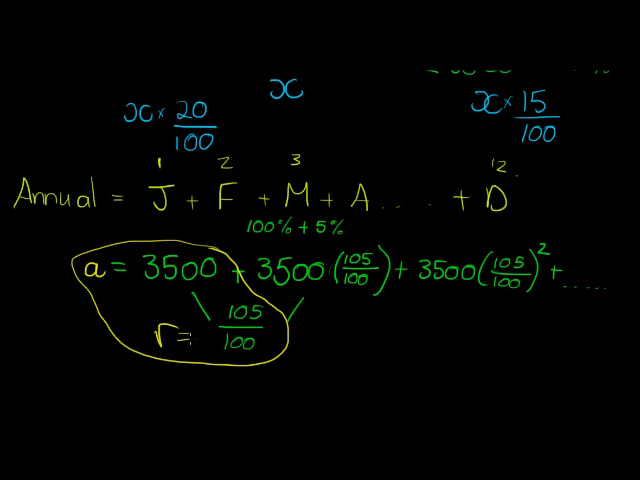 x
x × 20/100
x × 15/100
1 2 3 12
Annual = J + F + M + A .... + D
100% + 5%
a = 3500 + 3500 (105/100) + 3500 (105/100)² + ......
r = 105/100